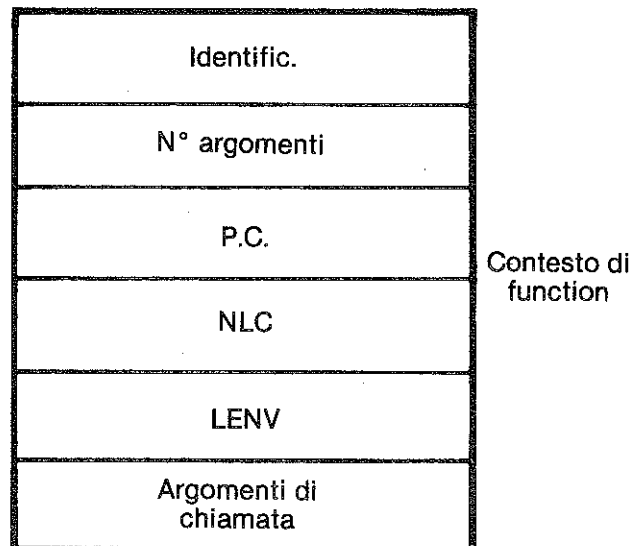 Identific.
N° argomenti
P.C.
Contesto di
function
NLC
LENV
Argomenti di
chiamata